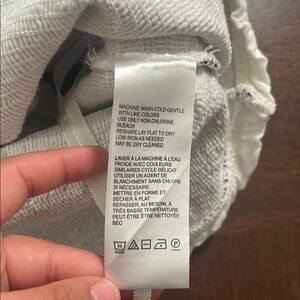 MACHINE WASH COLD GENTLE
WITH LIKE COLORS
USE ONLY NON-CHLORINE
BLEACH
RESHAPE LAY FLAT TO DRY
LOW IRON AS NEEDED
MAY BE DRY CLEANED
LAVER À LA MACHINE À L'EAU
FROIDE AVEC COULEURS
SIMILAIRES CYCLE DÉLICAT
UTILISER UN AGENT DE
BLANCHIMENT SANS CHLORE
SI NÉCESSAIRE
METTRE EN FORME ET
SÉCHER À PLAT
REPASSER, AU BESOIN, À
TRÈS BASSE TEMPÉRATURE
PEUT-ÊTRE ÊTRE NETTOYÉE
SEC
30 P